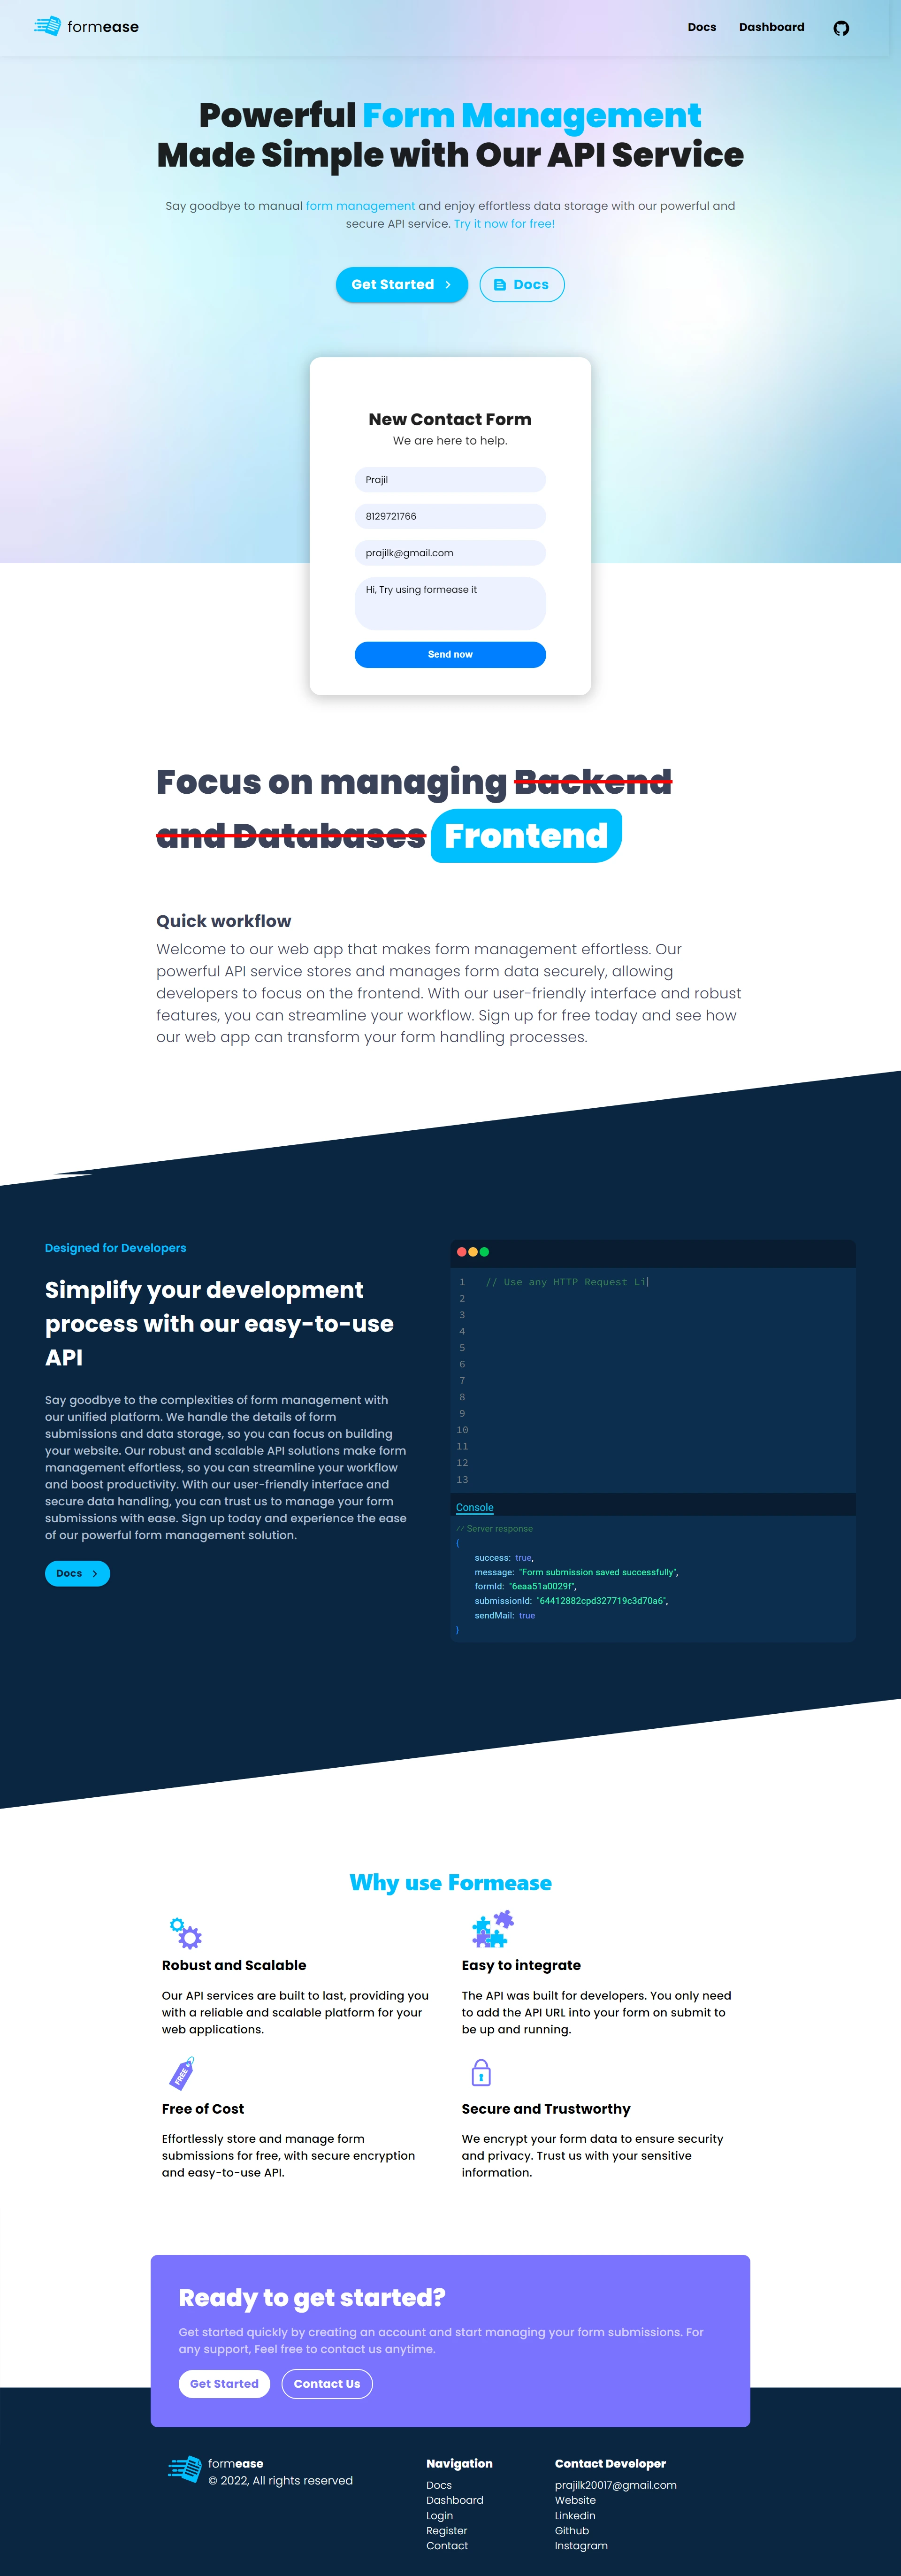 formease
Docs Dashboard
Powerful Form Management
Made Simple with Our API Service
Say goodbye to manual form management and enjoy effortless data storage with our powerful and
secure API service. Try it now for free!
Get Started
Docs
New Contact Form
We are here to help.
Prajil
8129721766
prajilk@gmail.com
Hi, Try using formease it
Send now
Focus on managing Backend
and Databases Frontend
Quick workflow
Welcome to our web app that makes form management effortless. Our
powerful API service stores and manages form data securely, allowing
developers to focus on the frontend. With our user-friendly interface and robust
features, you can streamline your workflow. Sign up for free today and see how
our web app can transform your form handling processes.
Designed for Developers
Simplify your development
process with our easy-to-use
API
Say goodbye to the complexities of form management with
our unified platform. We handle the details of form
submissions and data storage, so you can focus on building
your website. Our robust and scalable API solutions make form
management effortless, so you can streamline your workflow
and boost productivity. With our user-friendly interface and
secure data handling, you can trust us to manage your form
submissions with ease. Sign up today and experience the ease
of our powerful form management solution.
Docs
1 // Use any HTTP Request Li
2
3
4
5
6
7
8
9
10
11
12
13
Console
// Server response
{
success: true,
message: "Form submission saved successfully",
formId: "6eaa51a0029f",
submissionId: "64412882cpd327719c3d70a6",
sendMail: true
}
Why use Formease
Robust and Scalable
Our API services are built to last, providing you
with a reliable and scalable platform for your
web applications.
Easy to integrate
The API was built for developers. You only need
to add the API URL into your form on submit to
be up and running.
FREE
Free of Cost
Effortlessly store and manage form
submissions for free, with secure encryption
and easy-to-use API.
Secure and Trustworthy
We encrypt your form data to ensure security
and privacy. Trust us with your sensitive
information.
Ready to get started?
Get started quickly by creating an account and start managing your form submissions. For
any support, Feel free to contact us anytime.
Get Started
Contact Us
formease
© 2022, All rights reserved
Navigation
Docs
Dashboard
Login
Register
Contact
Contact Developer
prajilk20017@gmail.com
Website
Linkedin
Github
Instagram